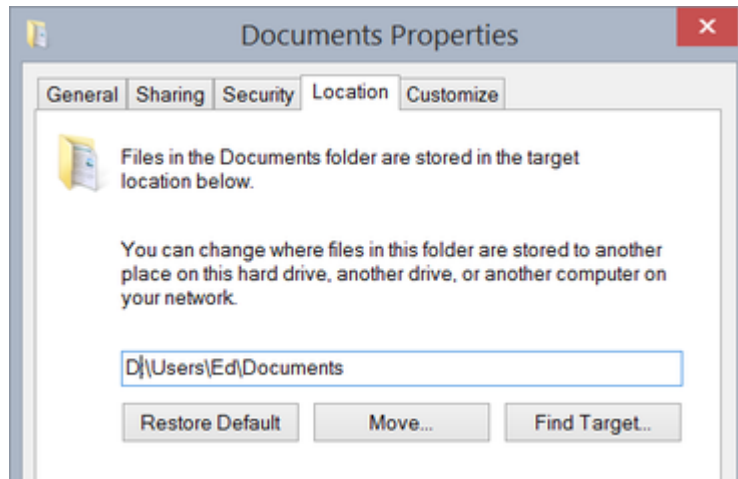 Documents Properties
General Sharing Security Location Customize
Files in the Documents folder are stored in the target
location below.
You can change where files in this folder are stored to another
place on this hard drive, another drive, or another computer on
your network.
D:\Users\Ed\Documents
Restore Default Move... Find Target...